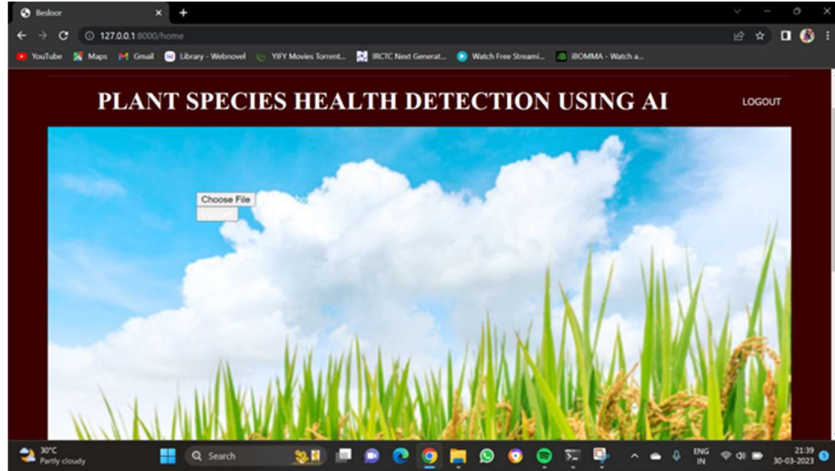 Besloor
127.0.0.1:8000/home
YouTube Maps Gmail Library - Webnovel YIFY Movies Torrent... IRCTC Next Generat... Watch Free Streami... iBOMMA - Watch a...
PLANT SPECIES HEALTH DETECTION USING AI LOGOUT
Choose File
30°C
Partly cloudy
Search
ENG
IN
21:39
30-03-2023